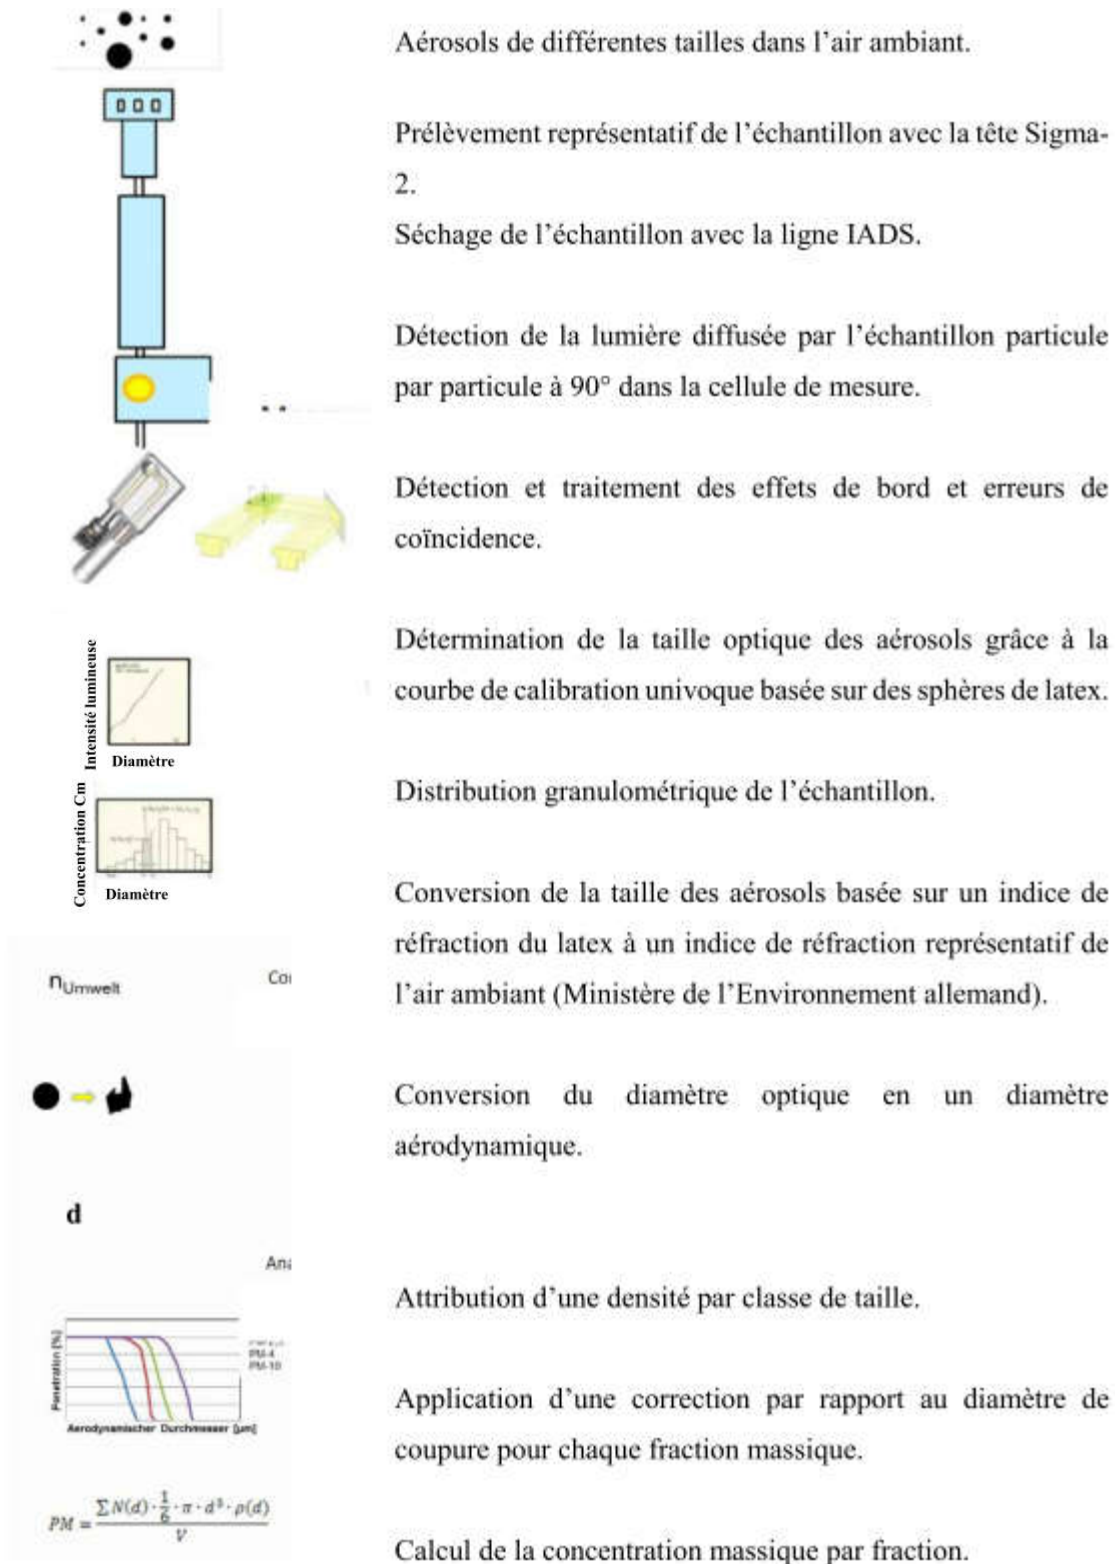 Aérosols de différentes tailles dans l'air ambiant.
Prélèvement représentatif de l'échantillon avec la tête Sigma-
2.
Séchage de l'échantillon avec la ligne IADS.
Détection de la lumière diffusée par l'échantillon particule
par particule à 90° dans la cellule de mesure.
Détection et traitement des effets de bord et erreurs de
coïncidence.
Intensité lumineuse
Diamètre
Détermination de la taille optique des aérosols grâce à la
courbe de calibration univoque basée sur des sphères de latex.
Concentration Cm
Diamètre
Distribution granulométrique de l'échantillon.
nUmwelt
Coi
Conversion de la taille des aérosols basée sur un indice de
réfraction du latex à un indice de réfraction représentatif de
l'air ambiant (Ministère de l'Environnement allemand).
Conversion du diamètre optique en un diamètre
aérodynamique.
d
Ana
Attribution d'une densité par classe de taille.
Penetration [%]
PM-4
PM-10
Aerodynamischer Durchmesser [µm]
Application d'une correction par rapport au diamètre de
coupure pour chaque fraction massique.
PM = ∑N(d) · 1/6 · π · d³ · ρ(d) / V
Calcul de la concentration massique par fraction.